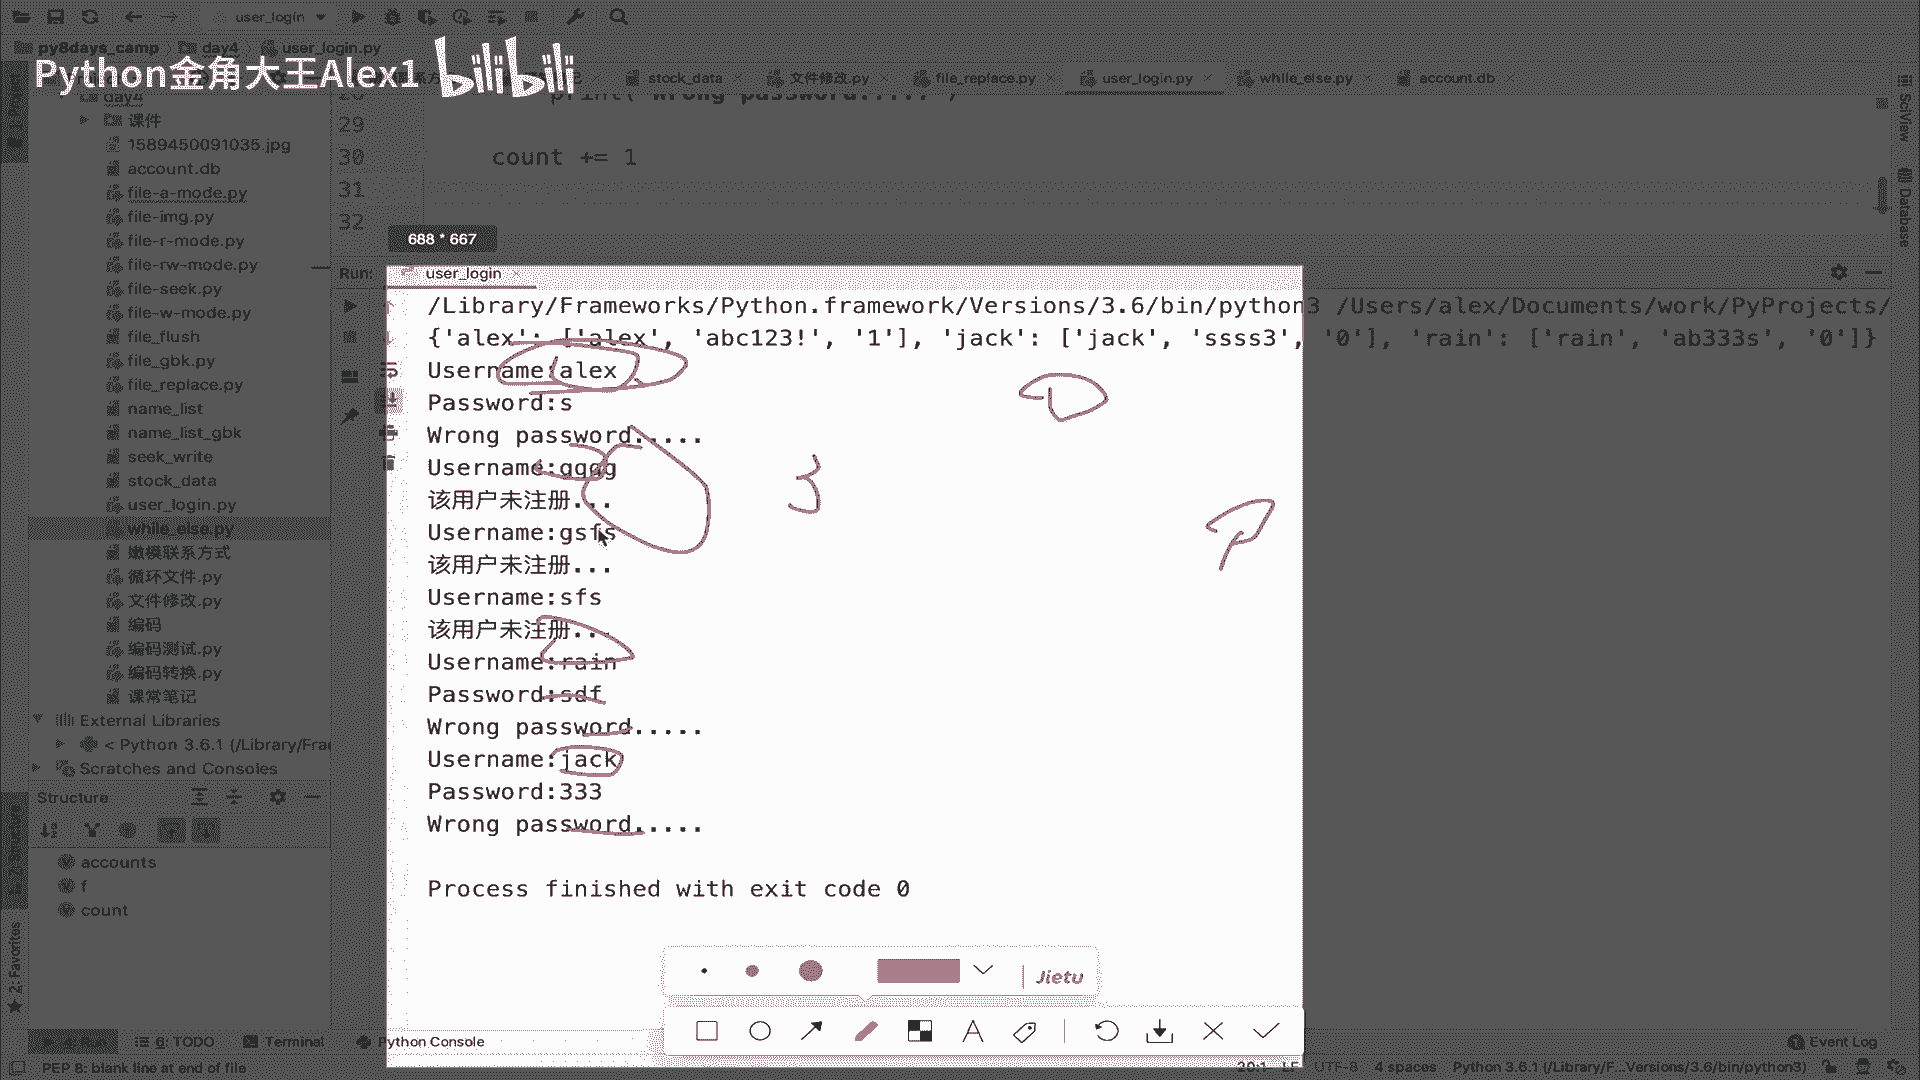 user_login
py8days_camp
day4
user_login.py
Python金角大王Alex1 bilibili
stock_data
文件修改.py
file_replace.py
user_login.py
while_else.py
account.db
1: Project
day4
课件
1589450091035.jpg
account.db
file-a-mode.py
file-img.py
file-r-mode.py
file-rw-mode.py
file-seek.py
file-w-mode.py
file_flush
file_gbk.py
file_replace.py
name_list
name_list_gbk
seek_write
stock_data
user_login.py
while_else.py
嫩模联系方式
循环文件.py
文件修改.py
编码
编码测试.py
编码转换.py
课常笔记
External Libraries
< Python 3.6.1 (/Library/Fra
Scratches and Consoles
Structure
accounts
f
count
29
30 count += 1
31
32
SciView
Database
688 * 667
Run:
user_login
/Library/Frameworks/Python.framework/Versions/3.6/bin/python3 /Users/alex/Documents/work/PyProjects/
{'alex': ['alex', 'abc123!', '1'], 'jack': ['jack', 'ssss3', '0'], 'rain': ['rain', 'ab333s', '0']}
Username:alex
Password:s
Wrong password.....
Username:gggg
该用户未注册...
Username:gsfs
该用户未注册...
Username:sfs
该用户未注册...
Username:rain
Password:sdf
Wrong password.....
Username:jack
Password:333
Wrong password.....
Process finished with exit code 0
3
Jietu
7: Structure
2: Favorites
4: Run
6: TODO
Terminal
Python Console
Event Log
PEP 8: blank line at end of file
UTF-8
4 spaces
Python 3.6.1 (/Library/F...Versions/3.6/bin/python3)